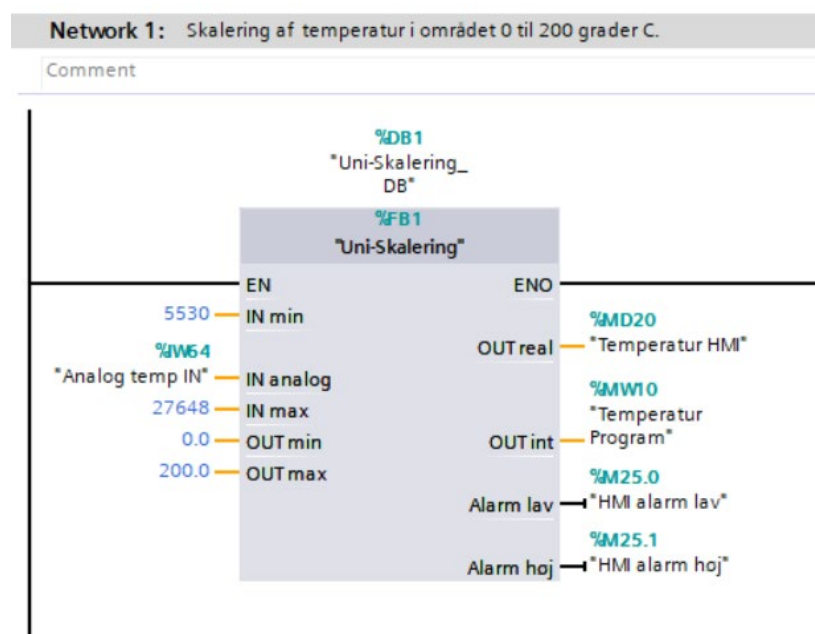 Network 1: Skalering af temperatur i området 0 til 200 grader C.
Comment
%DB1
"Uni-Skalering_
DB"
%FB1
"Uni-Skalering"
EN ENO
5530 IN min
%MD20
OUT real "Temperatur HMI"
%IW64
"Analog temp IN" IN analog
%MW10
27648 IN max
"Temperatur
0.0 OUT min OUT int Program"
200.0 OUT max
%M25.0
Alarm lav "HMI alarm lav"
%M25.1
Alarm høj "HMI alarm høj"